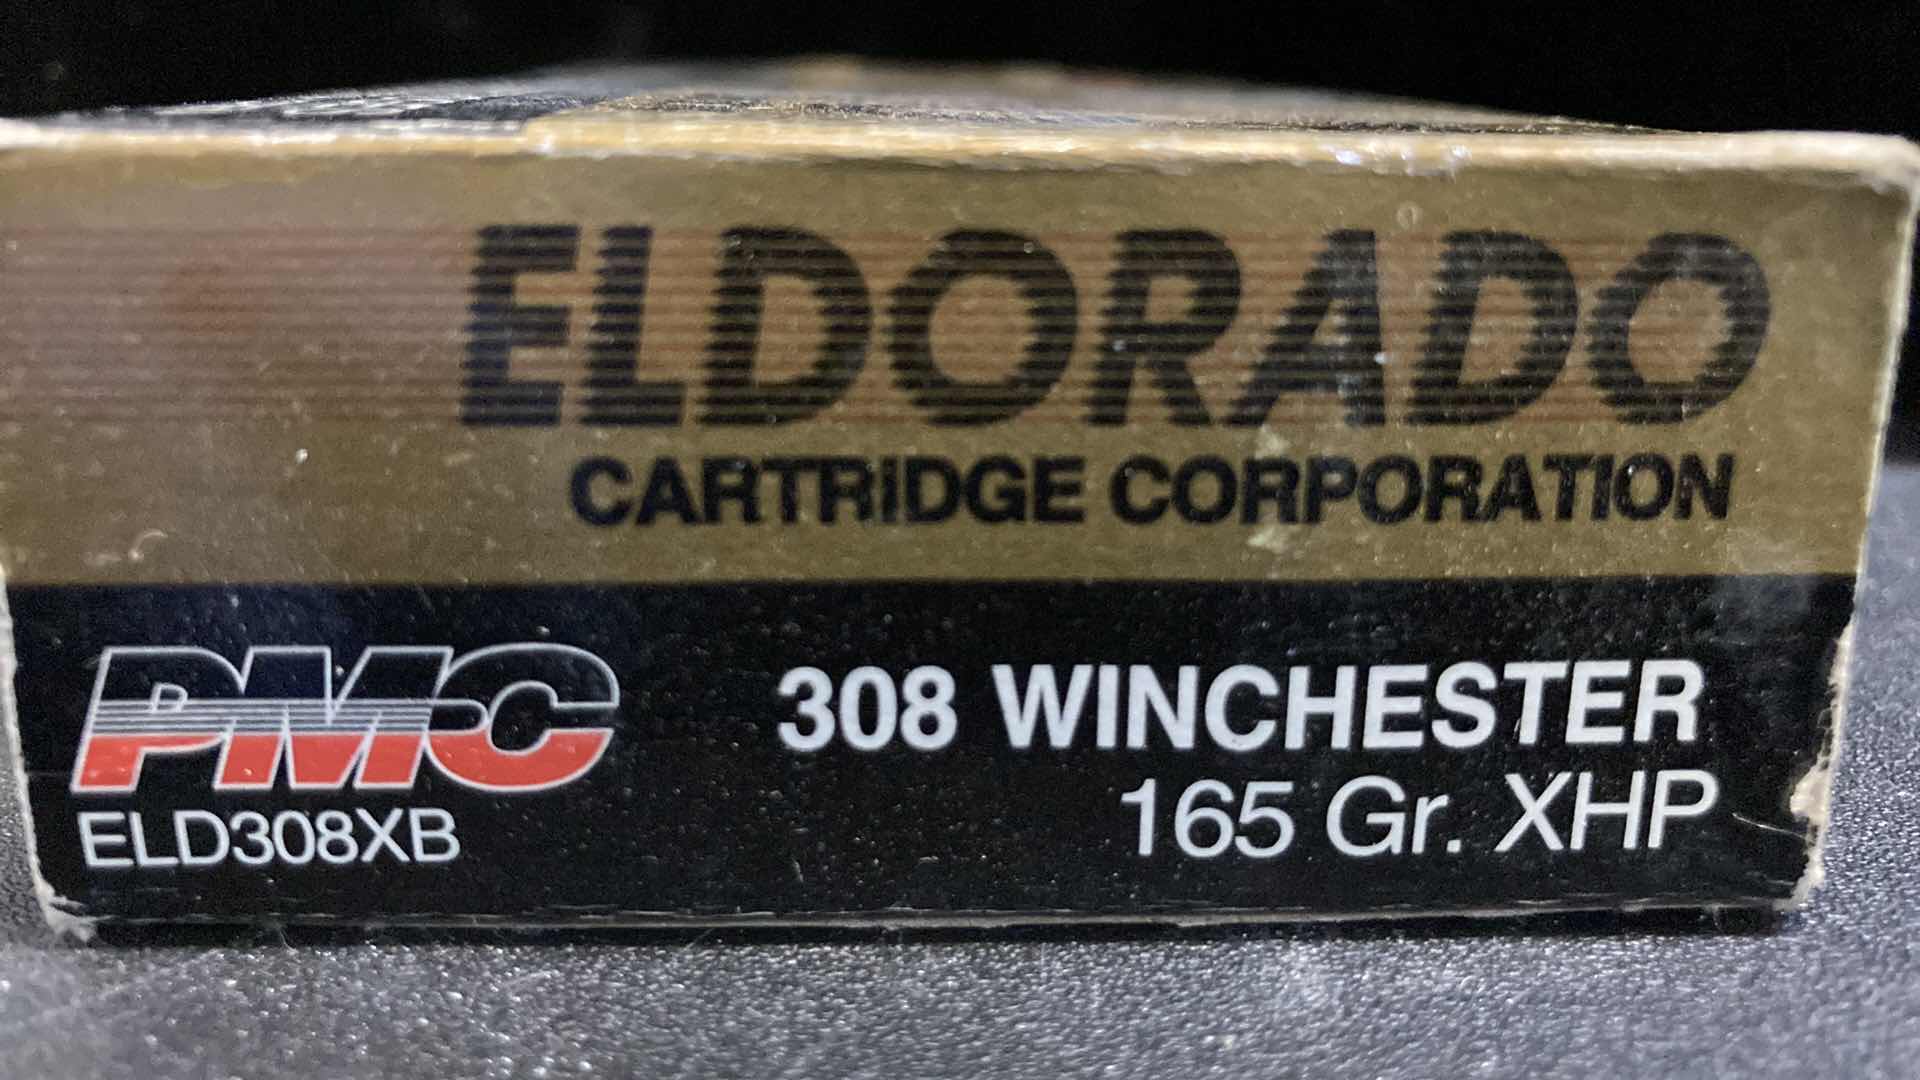 ELDORADO
CARTRIDGE CORPORATION
PMC
308 WINCHESTER
ELD308XB
165 Gr. XHP